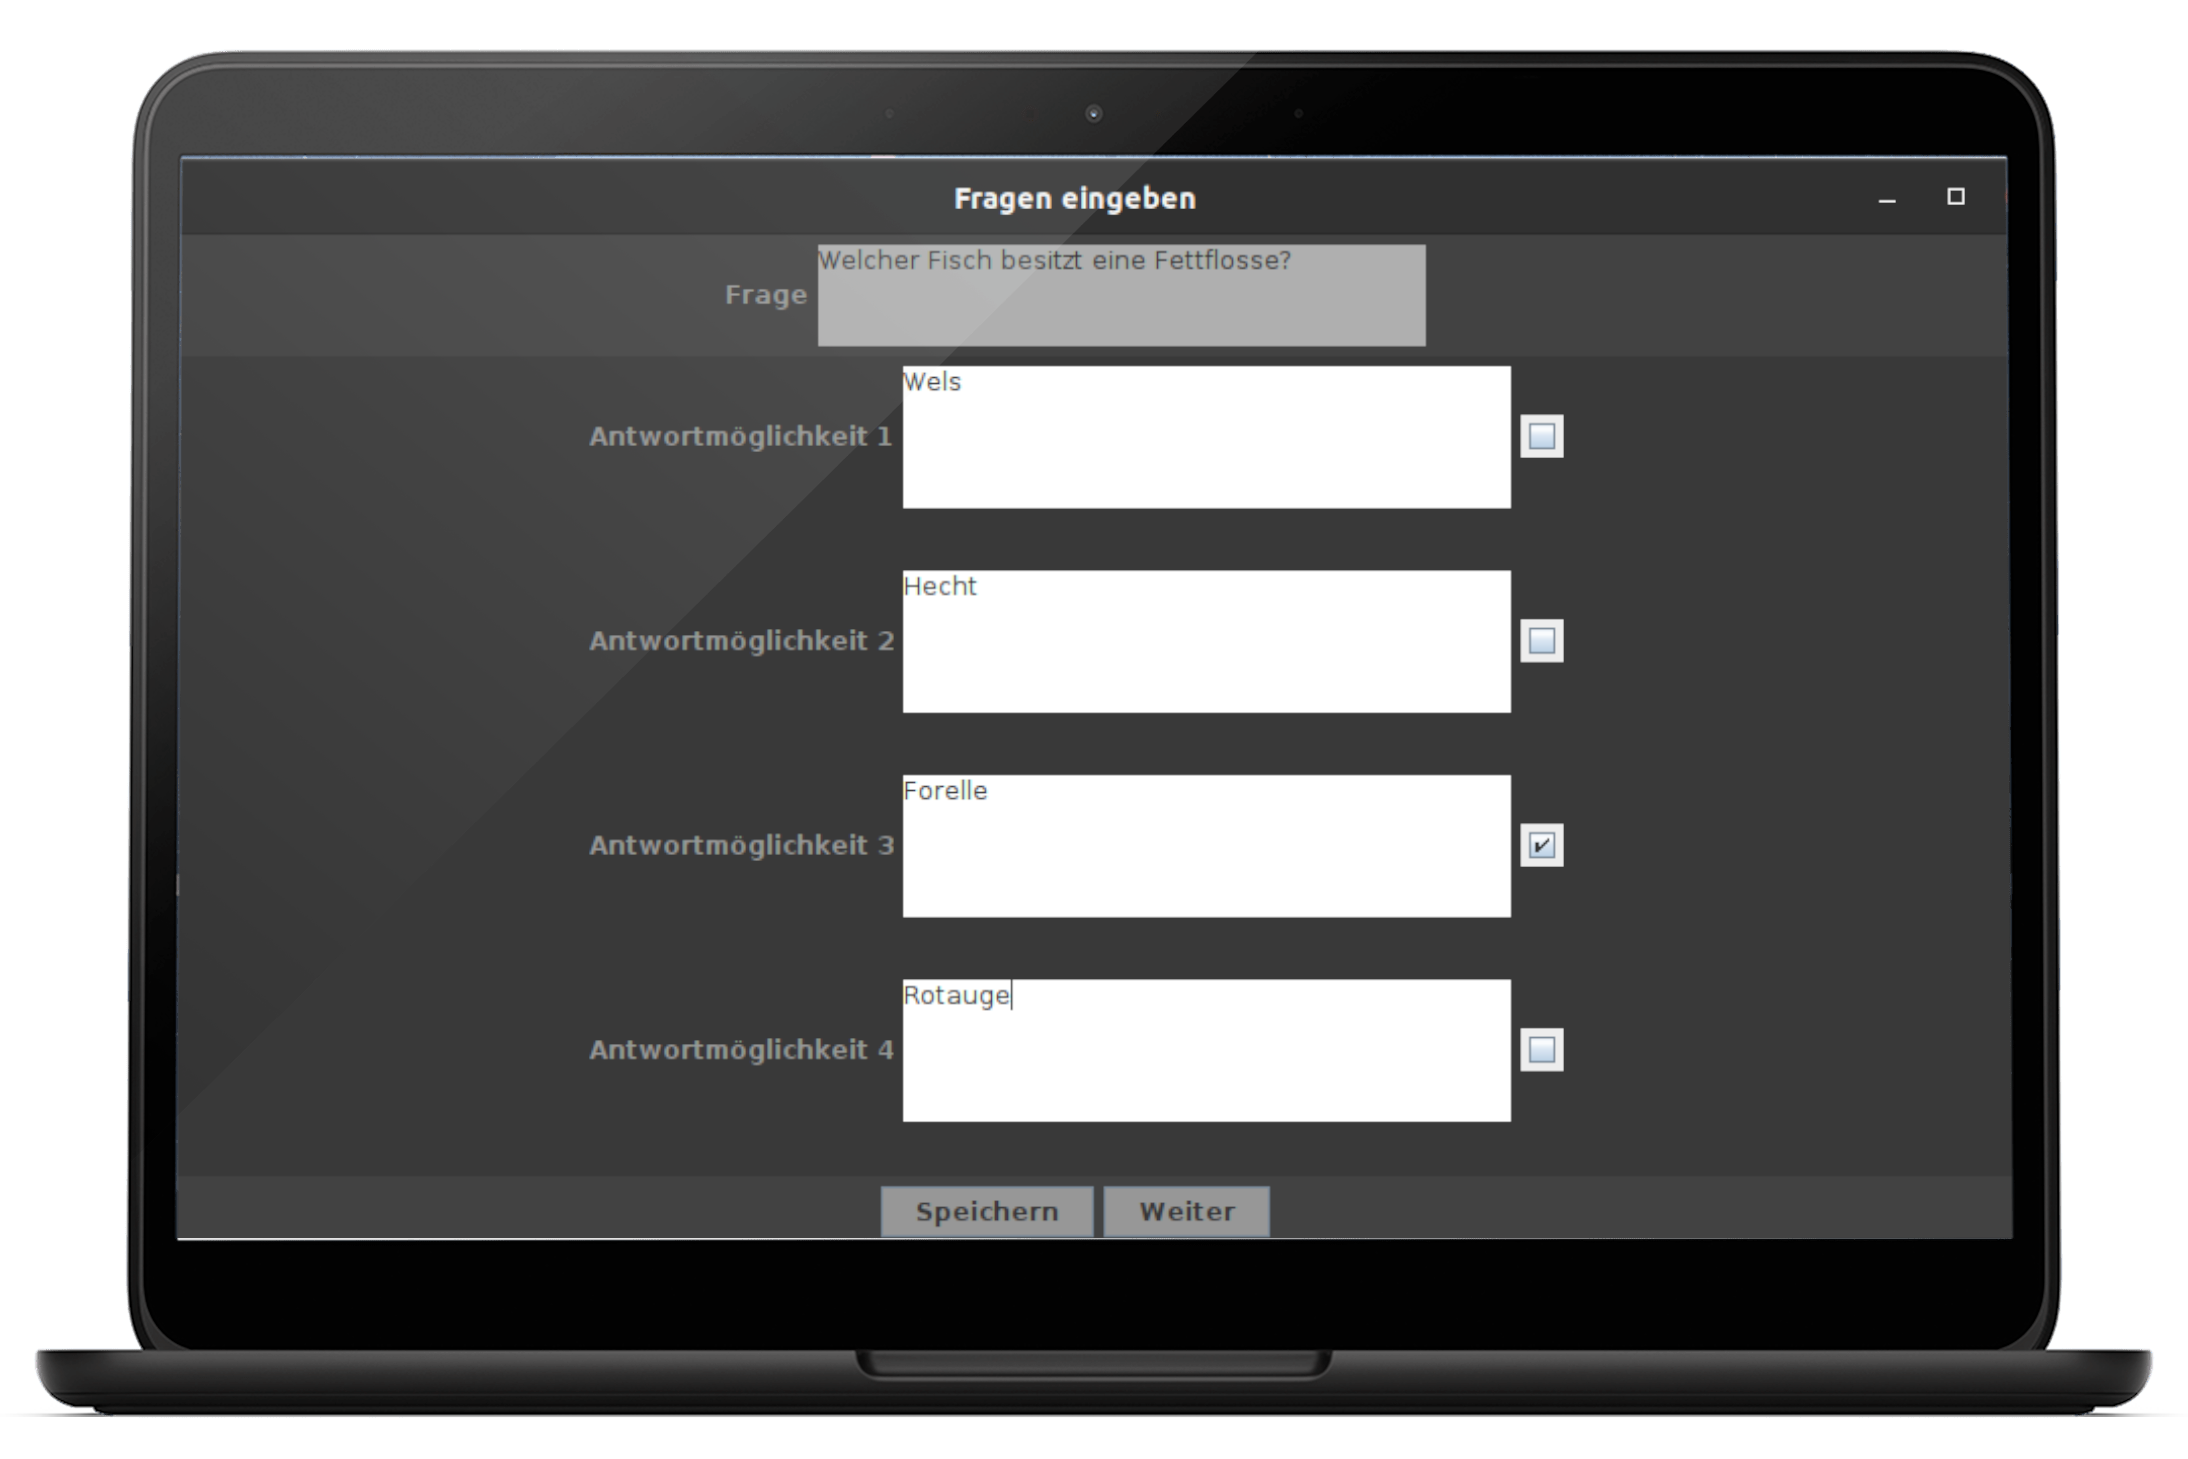 Fragen eingeben
Frage
Welcher Fisch besitzt eine Fettflosse?
Antwortmöglichkeit 1
Wels
Antwortmöglichkeit 2
Hecht
Antwortmöglichkeit 3
Forelle
Antwortmöglichkeit 4
Rotauge
Speichern
Weiter